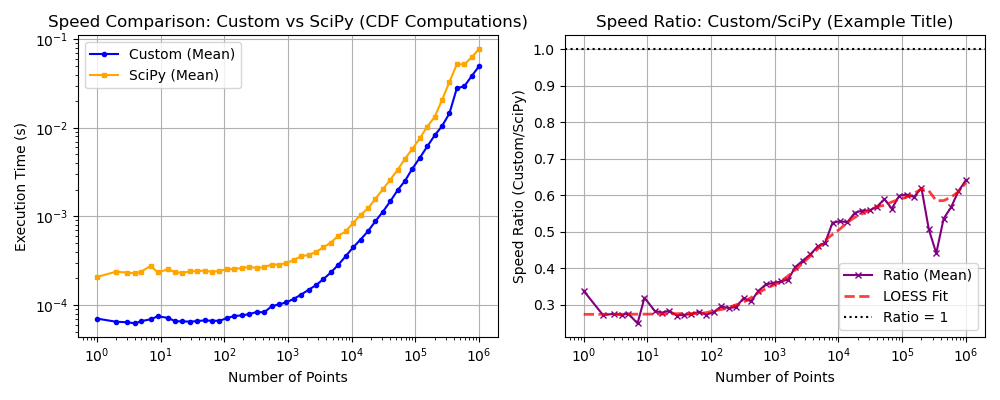 Speed Comparison: Custom vs SciPy (CDF Computations)
Execution Time (s)
10⁻¹
10⁻²
10⁻³
10⁻⁴
Custom (Mean)
SciPy (Mean)
10⁰ 10¹ 10² 10³ 10⁴ 10⁵ 10⁶
Number of Points
Speed Ratio: Custom/SciPy (Example Title)
Speed Ratio (Custom/SciPy)
1.0
0.9
0.8
0.7
0.6
0.5
0.4
0.3
Ratio (Mean)
LOESS Fit
Ratio = 1
10⁰ 10¹ 10² 10³ 10⁴ 10⁵ 10⁶
Number of Points